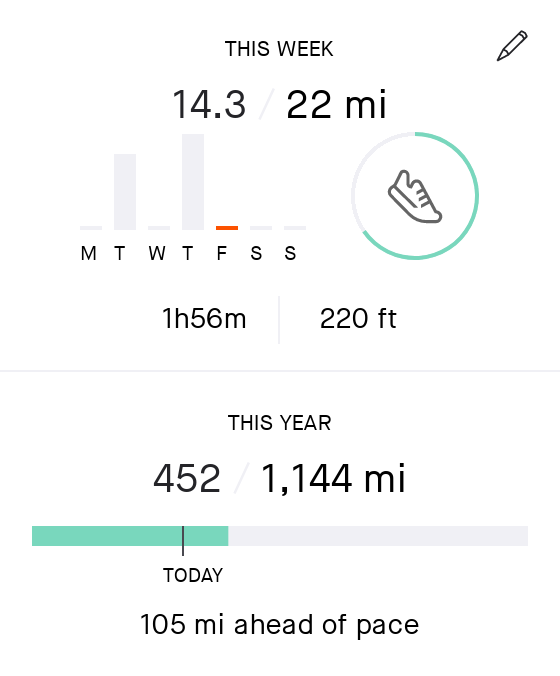 THIS WEEK
14.3 / 22 mi
M T W T F S S
1h56m 220 ft
THIS YEAR
452 / 1,144 mi
TODAY
105 mi ahead of pace